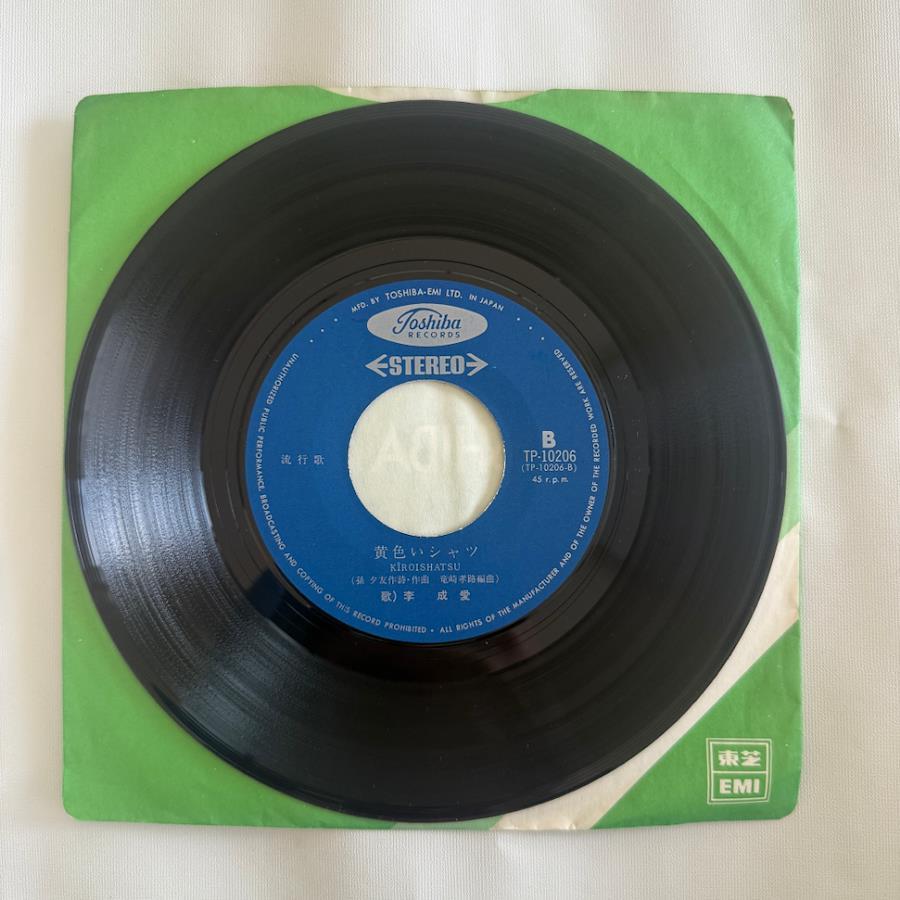 MFD. BY TOSHIBA-EMI LTD. IN JAPAN
Toshiba
RECORDS
STEREO
流行歌
B
TP-10206
(TP-10206-B)
45 r.p.m.
黄色いシャツ
KĪROISHATSU
(孫 夕友作詩・作曲 竜崎孝路編曲)
歌) 李 成 愛
UNAUTHORIZED PUBLIC PERFORMANCE, BROADCASTING AND COPYING OF THIS RECORD PROHIBITED • ALL RIGHTS OF THE MANUFACTURER AND OF THE OWNER OF THE RECORDED WORK ARE RESERVED
東芝
EMI